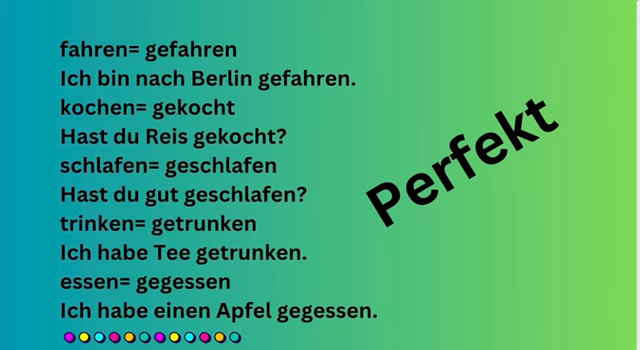 fahren= gefahren
Ich bin nach Berlin gefahren.
kochen= gekocht
Hast du Reis gekocht?
schlafen= geschlafen
Hast du gut geschlafen?
trinken= getrunken
Ich habe Tee getrunken.
essen= gegessen
Ich habe einen Apfel gegessen.
Perfekt